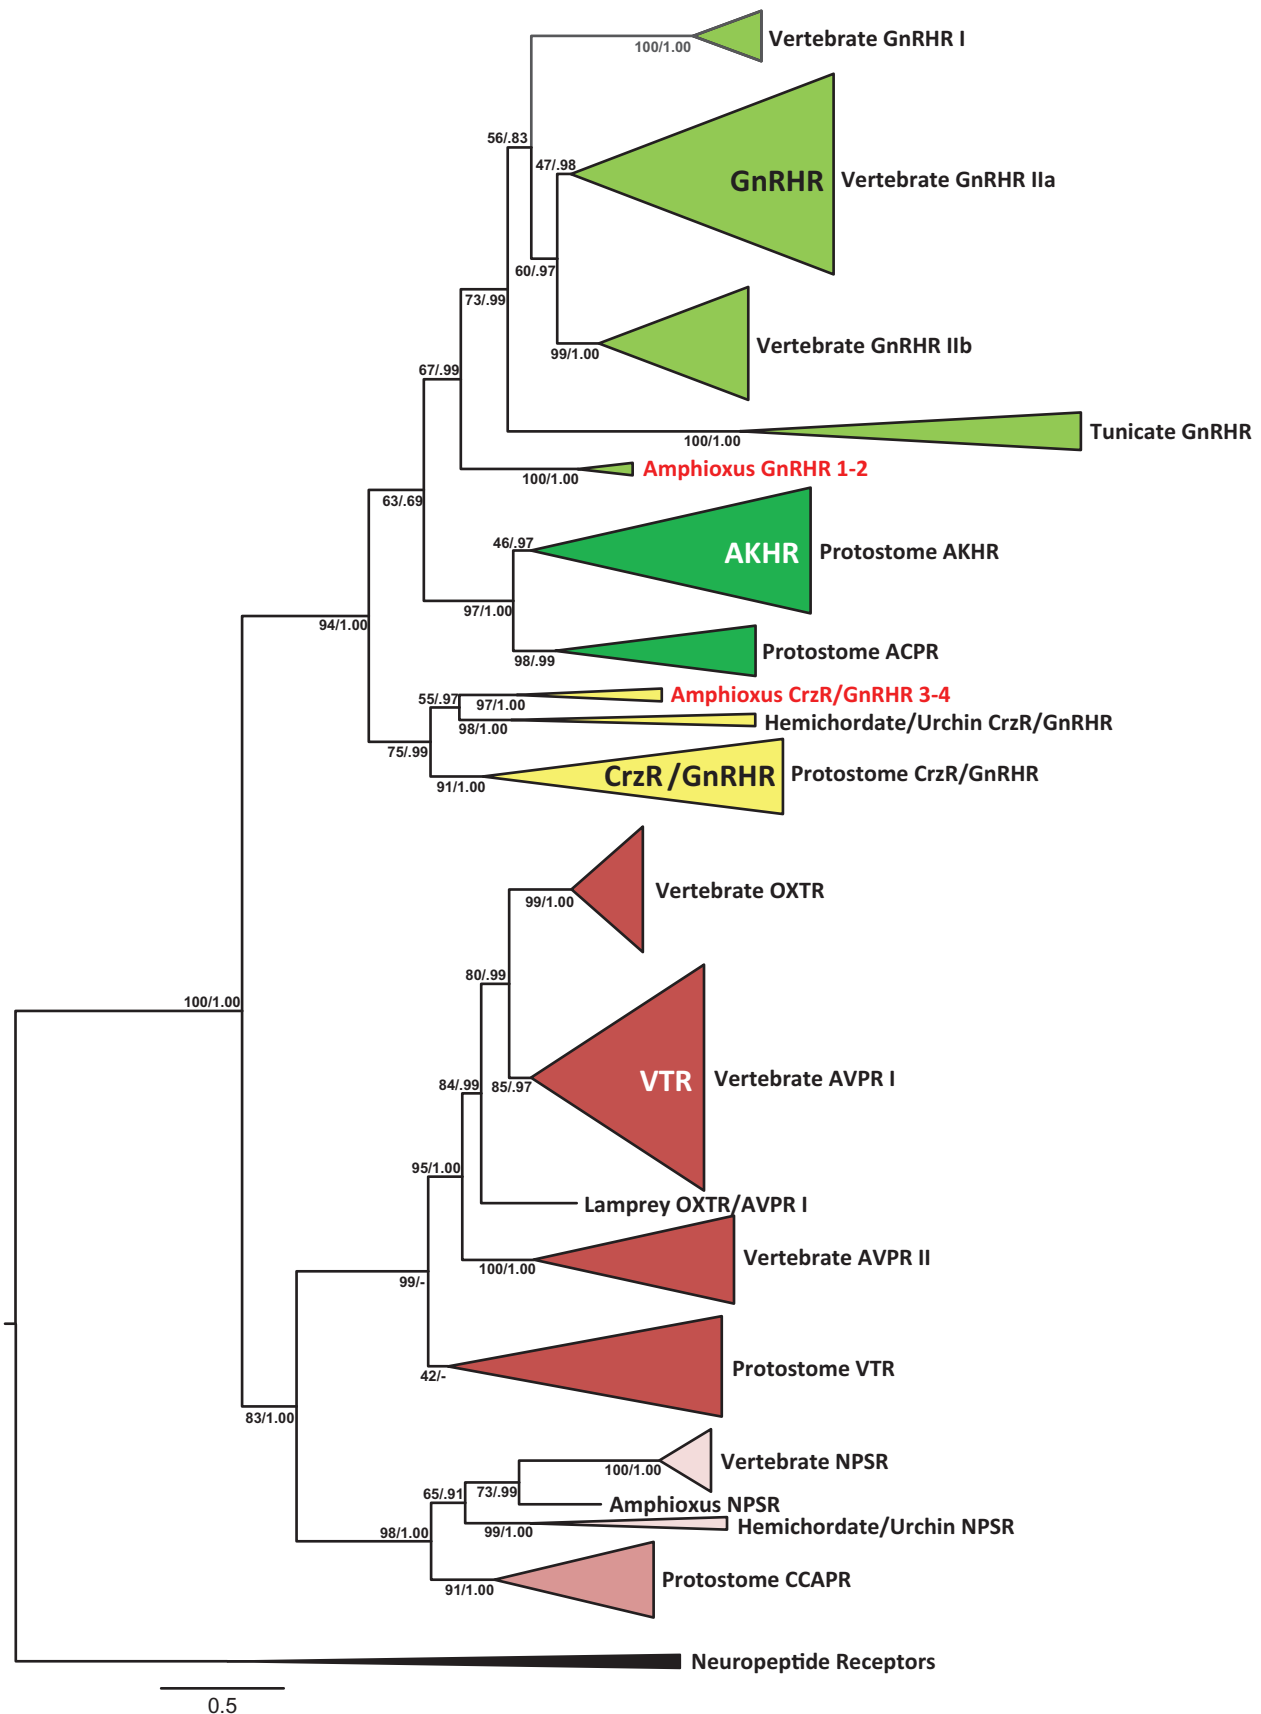 100/1.00
Vertebrate GnRHR I
56/.83
47/.98
GnRHR
Vertebrate GnRHR IIa
60/.97
73/.99
99/1.00
Vertebrate GnRHR IIb
67/.99
100/1.00
Tunicate GnRHR
100/1.00
Amphioxus GnRHR 1-2
63/.69
46/.97
AKHR
Protostome AKHR
97/1.00
94/1.00
98/.99
Protostome ACPR
55/.97
97/1.00
Amphioxus CrzR/GnRHR 3-4
98/1.00
Hemichordate/Urchin CrzR/GnRHR
75/.99
91/1.00
CrzR/GnRHR
Protostome CrzR/GnRHR
99/1.00
Vertebrate OXTR
80/.99
100/1.00
84/.99
85/.97
VTR
Vertebrate AVPR I
95/1.00
Lamprey OXTR/AVPR I
100/1.00
Vertebrate AVPR II
99/-
42/-
Protostome VTR
83/1.00
100/1.00
Vertebrate NPSR
65/.91
73/.99
Amphioxus NPSR
99/1.00
Hemichordate/Urchin NPSR
98/1.00
91/1.00
Protostome CCAPR
Neuropeptide Receptors
0.5